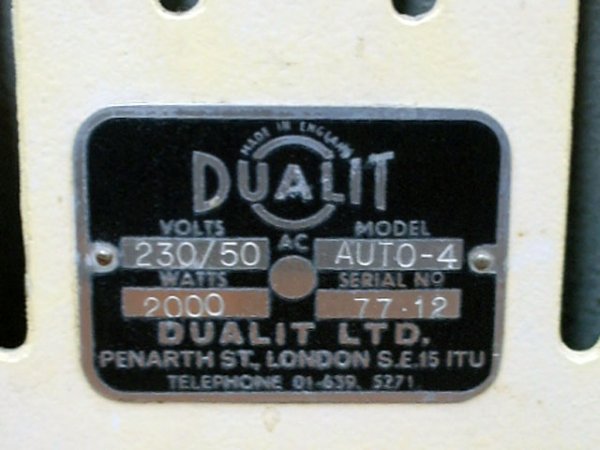 MADE IN ENGLAND
DUALIT
VOLTS AC MODEL
230/50 AUTO-4
WATTS SERIAL NO
2000 77.12
DUALIT LTD.
PENARTH ST., LONDON S.E.15 ITU
TELEPHONE 01-639. 5271